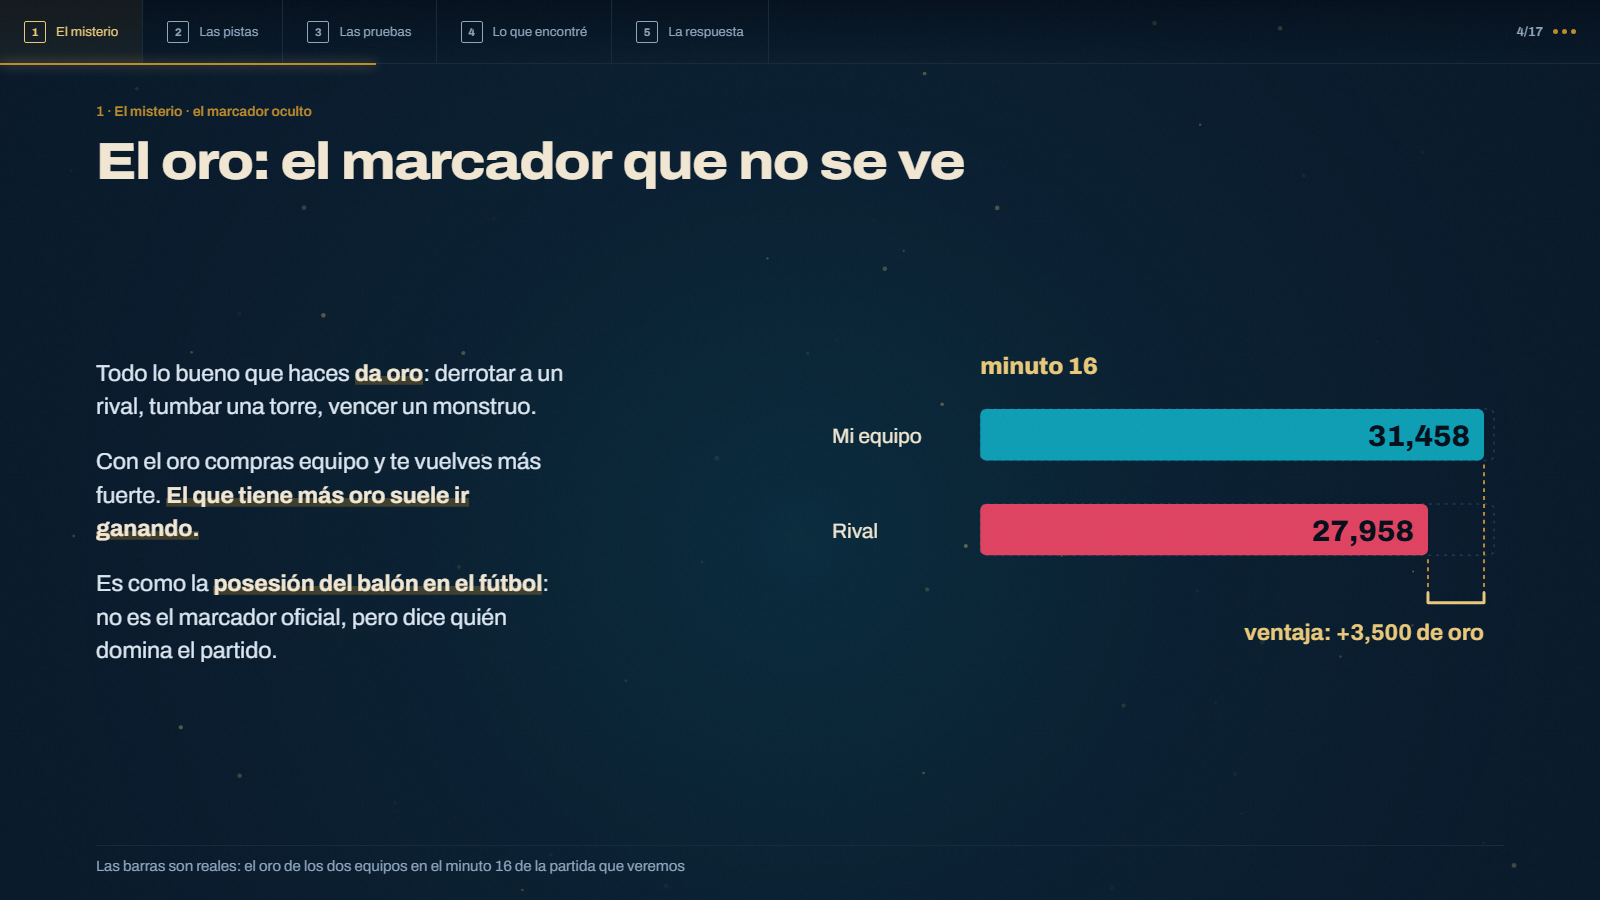 1 El misterio
2 Las pistas
3 Las pruebas
4 Lo que encontré
5 La respuesta
4/17
1 · El misterio · el marcador oculto
El oro: el marcador que no se ve
Todo lo bueno que haces da oro: derrotar a un
rival, tumbar una torre, vencer un monstruo.
Con el oro compras equipo y te vuelves más
fuerte. El que tiene más oro suele ir
ganando.
Es como la posesión del balón en el fútbol:
no es el marcador oficial, pero dice quién
domina el partido.
minuto 16
Mi equipo
31,458
Rival
27,958
ventaja: +3,500 de oro
Las barras son reales: el oro de los dos equipos en el minuto 16 de la partida que veremos